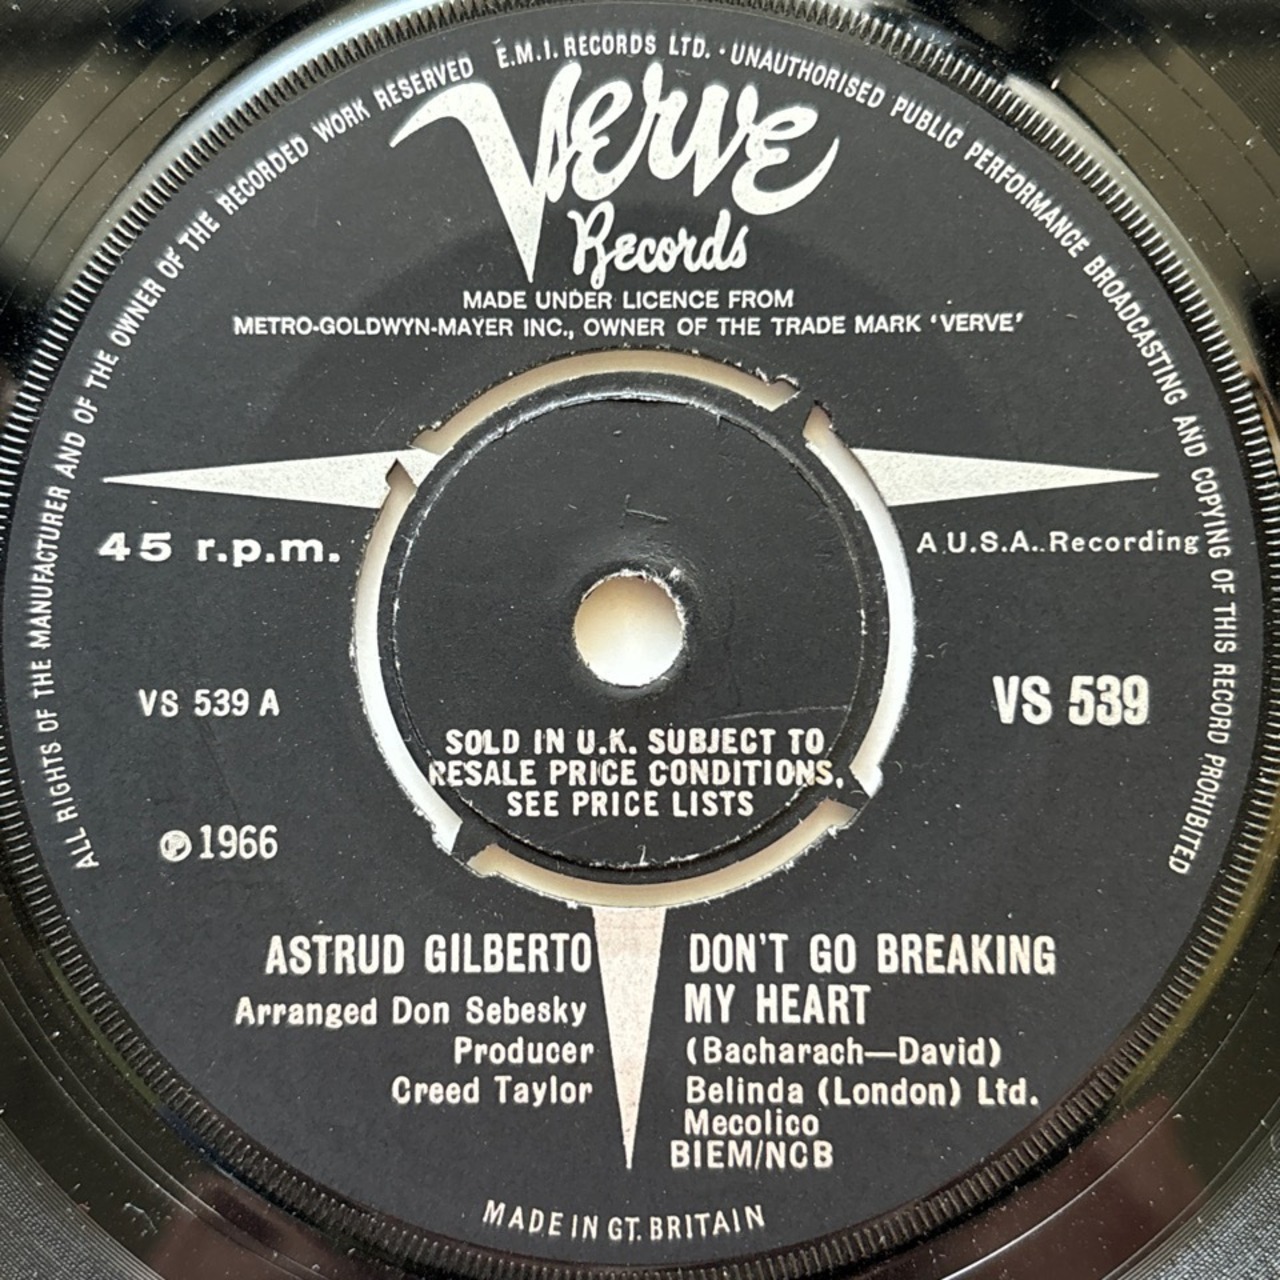 ALL RIGHTS OF THE MANUFACTURER AND OF THE OWNER OF THE RECORDED WORK RESERVED E.M.I. RECORDS LTD. · UNAUTHORISED PUBLIC PERFORMANCE BROADCASTING AND COPYING OF THIS RECORD PROHIBITED
Verve
Records
MADE UNDER LICENCE FROM
METRO-GOLDWYN-MAYER INC., OWNER OF THE TRADE MARK ‘VERVE’
45 r.p.m.
A U.S.A..Recording
VS 539 A
VS 539
SOLD IN U.K. SUBJECT TO
RESALE PRICE CONDITIONS,
SEE PRICE LISTS
℗ 1966
ASTRUD GILBERTO
Arranged Don Sebesky
Producer
Creed Taylor
DON'T GO BREAKING
MY HEART
(Bacharach—David)
Belinda (London) Ltd.
Mecolico
BIEM/NCB
MADE IN GT. BRITAIN